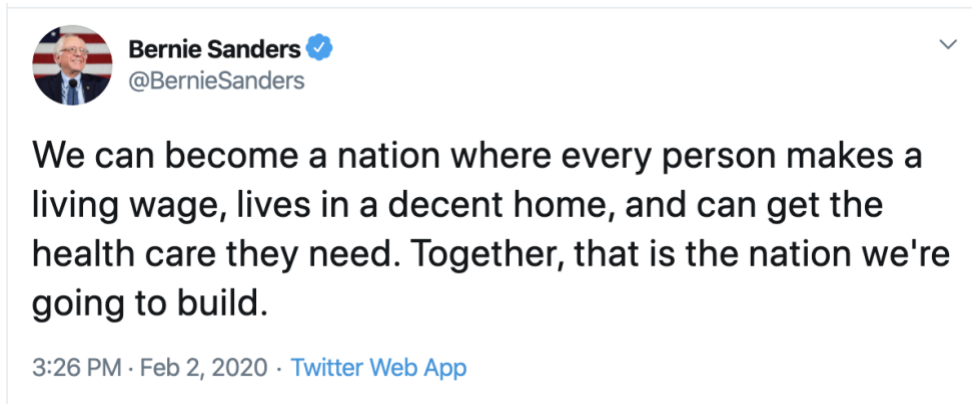 Bernie Sanders
@BernieSanders
We can become a nation where every person makes a
living wage, lives in a decent home, and can get the
health care they need. Together, that is the nation we're
going to build.
3:26 PM · Feb 2, 2020 · Twitter Web App